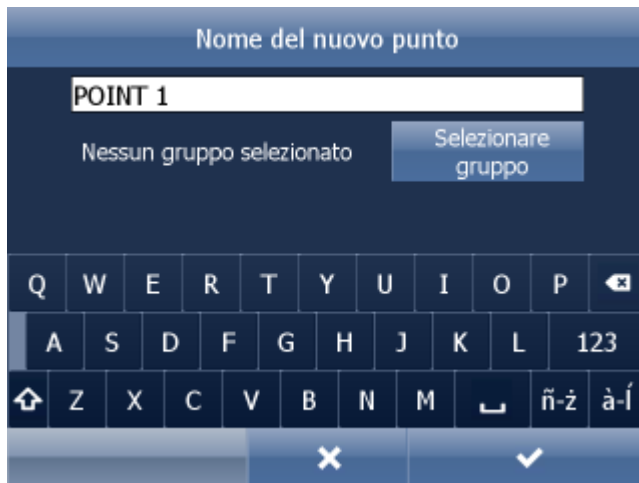 Nome del nuovo punto
POINT 1
Nessun gruppo selezionato
Selezionare
gruppo
Q W E R T Y U I O P
A S D F G H J K L 123
Z X C V B N M ñ-ż à-Í